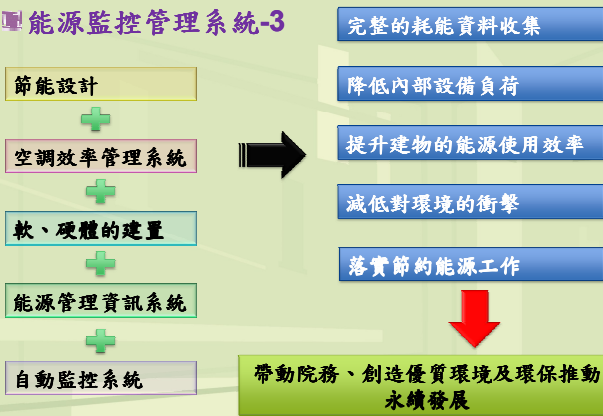 能源監控管理系統-3
節能設計
空調效率管理系統
軟、硬體的建置
能源管理資訊系統
自動監控系統
完整的耗能資料收集
降低內部設備負荷
提升建物的能源使用效率
減低對環境的衝擊
落實節約能源工作
帶動院務、創造優質環境及環保推動
永續發展